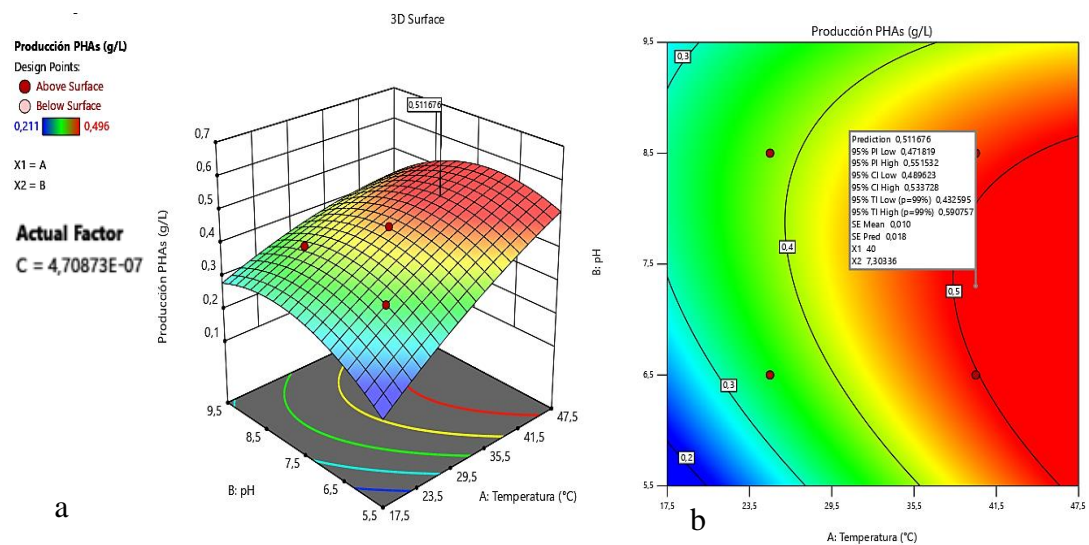 3D Surface
Producción PHAs (g/L)
Design Points:
Above Surface
Below Surface
0,211 0,496
X1 = A
X2 = B
Actual Factor
C = 4,70873E-07
0,511676
Producción PHAs (g/L)
0,7
0,6
0,5
0,4
0,3
0,2
0,1
9,5
8,5
7,5
6,5
5,5
B: pH
17,5
23,5
29,5
35,5
41,5
47,5
A: Temperatura (°C)
a
Producción PHAs (g/L)
B: pH
9,5
8,5
7,5
6,5
5,5
0,3
0,4
0,5
0,3
0,2
Prediction 0,511676
95% PI Low 0,471819
95% PI High 0,551532
95% CI Low 0,489623
95% CI High 0,533728
95% TI Low (p=99%) 0,432595
95% TI High (p=99%) 0,590757
SE Mean 0,010
SE Pred 0,018
X1 40
X2 7,30336
17,5 23,5 29,5 35,5 41,5 47,5
A: Temperatura (°C)
b